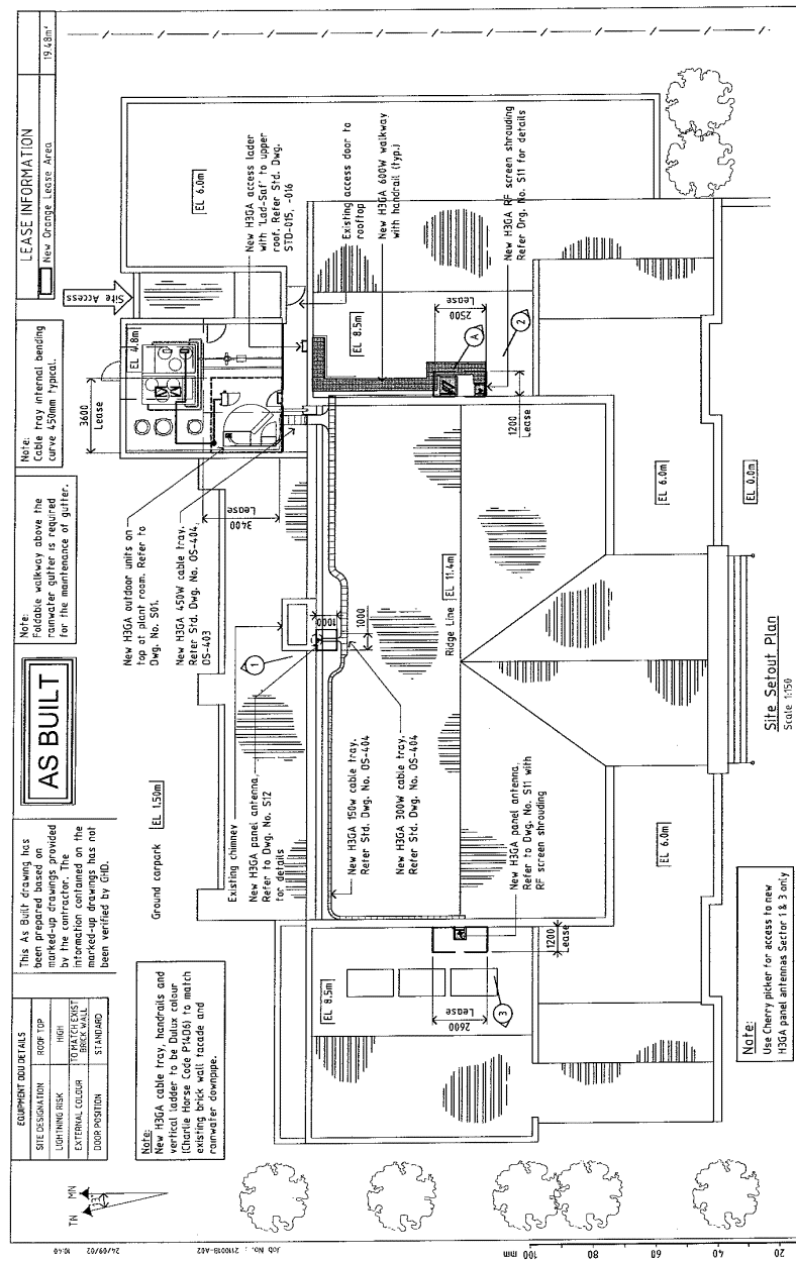 EQUIPMENT ODU DETAILS
SITE DESIGNATION ROOF TOP
LIGHTNING RISK HIGH
EXTERNAL COLOUR TO MATCH EXIST
BRICK WALL
DOOR POSITION STANDARD
This As Built drawing has
been prepared based on
marked-up drawings provided
by the contractor. The
information contained on the
marked-up drawings has not
been verified by GHD.
AS BUILT
Note:
Foldable walkway above the
rainwater gutter is required
for the maintenance of gutter.
Note:
Cable tray internal bending
curve 450mm typical.
LEASE INFORMATION
New Orange Lease Area 19.48m²
TN MN
Note:
New H3GA cable tray, handrails and
vertical ladder to be Dulux colour
(Charlie Horse Code P14D6) to match
existing brick wall facade and
rainwater downpipe.
Ground carpark EL 1.50m
Existing chimney
New H3GA panel antenna,
Refer to Dwg. No. S12
for details
1
New H3GA outdoor units on
top of plant room. Refer to
Dwg. No. S01.
New H3GA 450W cable tray,
Refer Std. Dwg. No. OS-404,
OS-403
3600
Lease
3400
Lease
EL 4.8m
Site Access
EL 6.0m
New H3GA access lader
with 'Lad-Saf' to upper
roof. Refer Std. Dwg.
STD-015, -016
Existing access door to
rooftop
New H3GA 600W walkway
with handrail (typ.)
New H3GA RF screen shrouding
Refer Drg. No. S11 for details
1000
1000
New H3GA 150w cable tray,
Refer Std. Dwg. No. OS-404
New H3GA 300W cable tray,
Refer Std. Dwg. No. OS-404
New H3GA panel antenna,
Refer to Dwg. No. S11 with
RF screen shrouding
Ridge Line EL 11.4m
EL 8.5m
2500
Lease
A
2
1200
Lease
EL 8.5m
2600
Lease
1200
Lease
3
EL 6.0m
EL 6.0m
EL 0.0m
Note:
Use Cherry picker for access to new
H3GA panel antennas Sector 1 & 3 only
Site Setout Plan
Scale 1:150
24/09/02 10:40
Job No. : 2110019-A02
100 mm
80
60
40
20